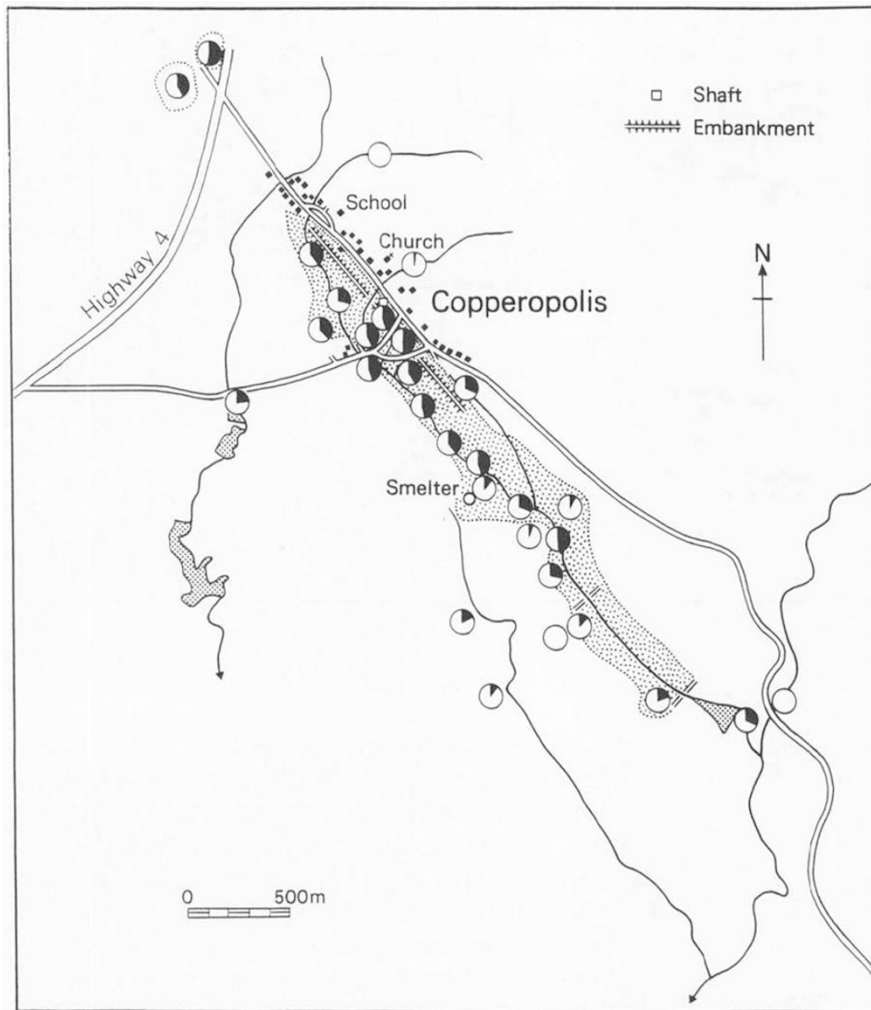 Shaft
Embankment
School
Church
Highway 4
N
Copperopolis
Smelter
0 500m